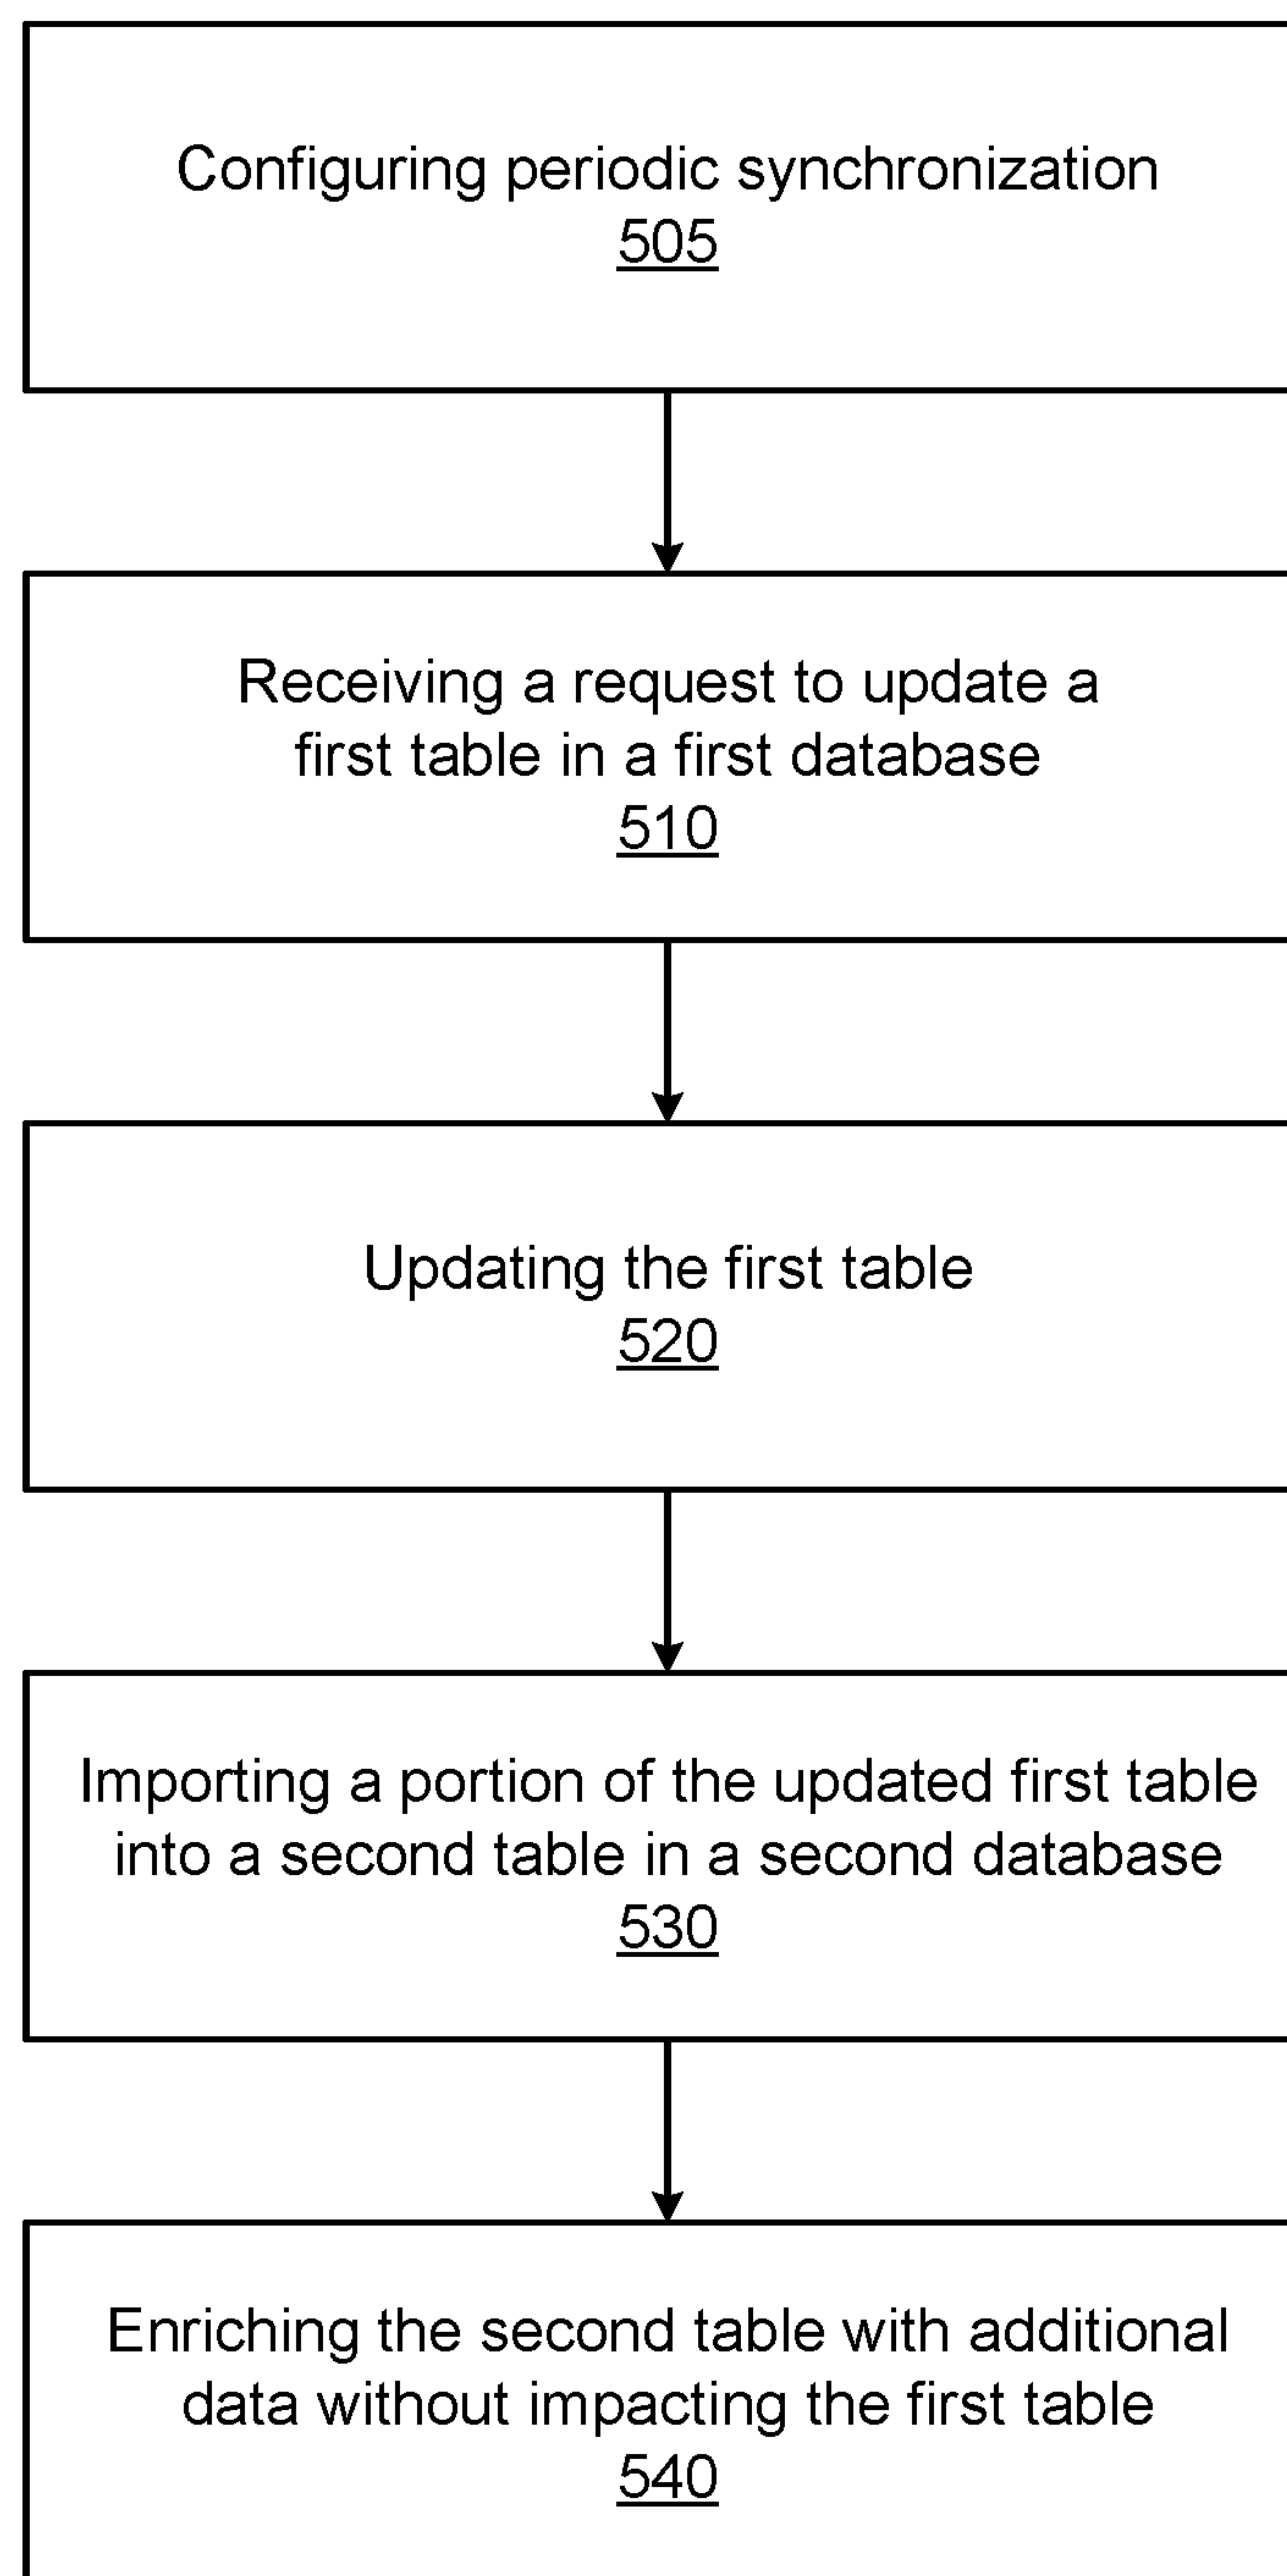 Configuring periodic synchronization
505
Receiving a request to update a
first table in a first database
510
Updating the first table
520
Importing a portion of the updated first table
into a second table in a second database
530
Enriching the second table with additional
data without impacting the first table
540